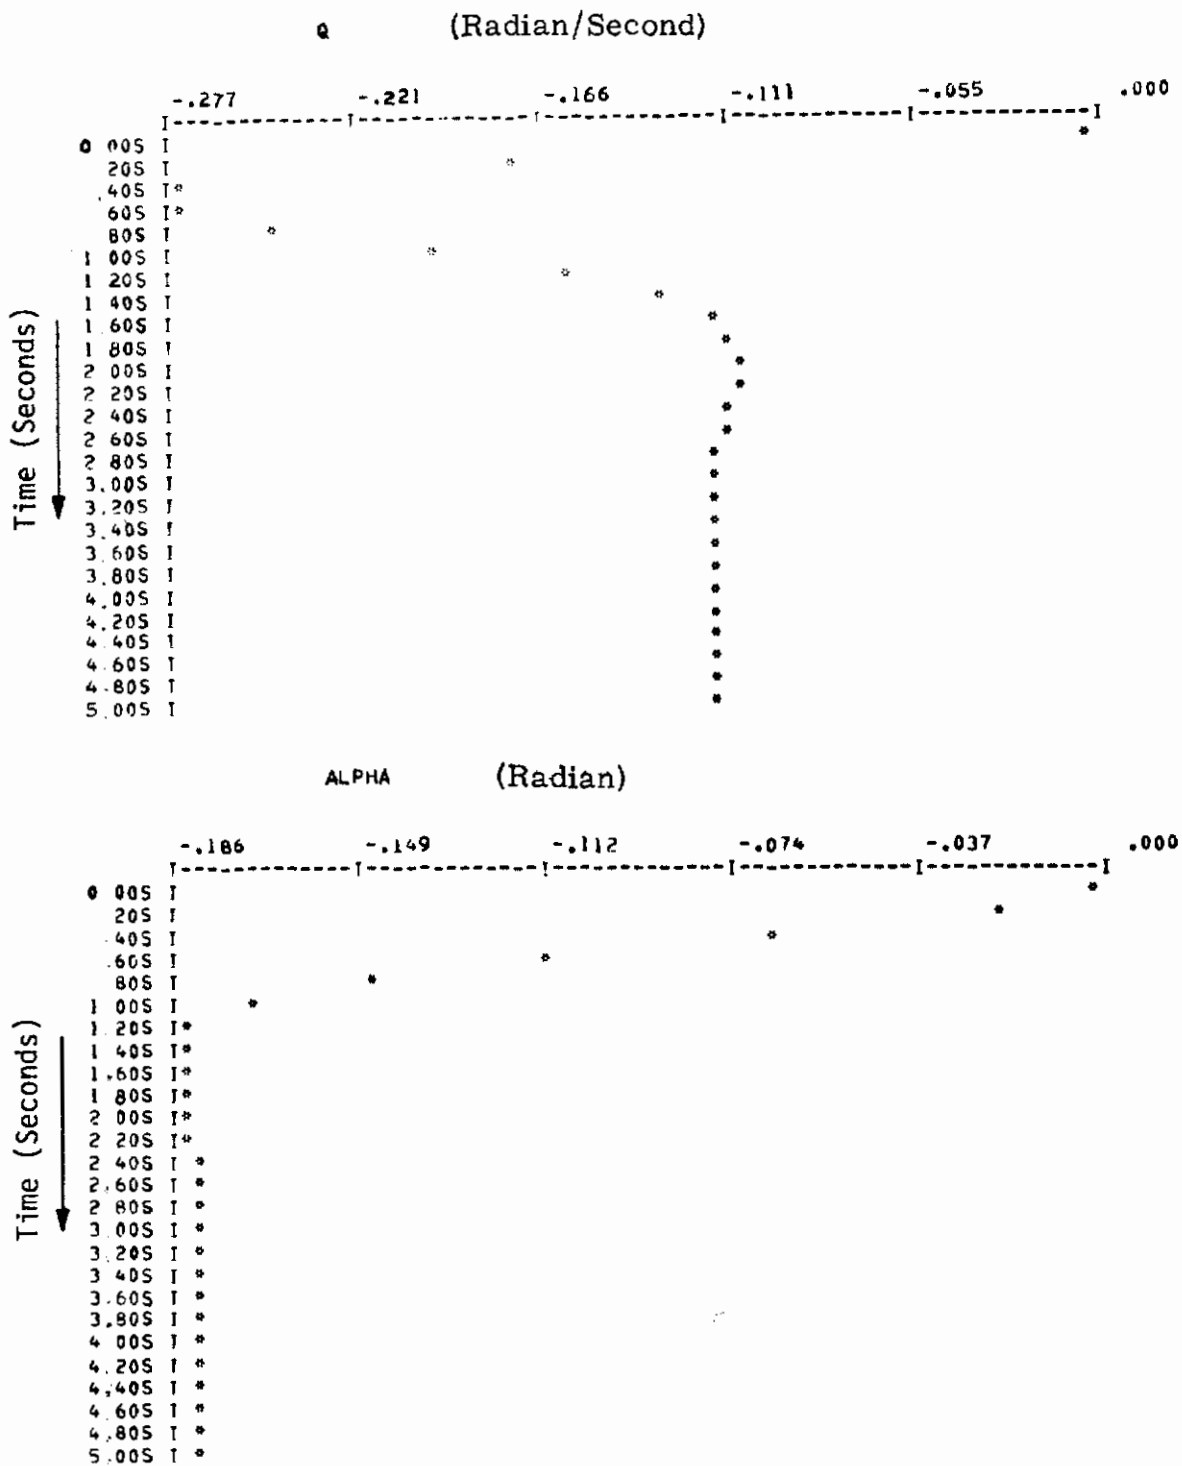 Q (Radian/Second)
-.277 -.221 -.166 -.111 -.055 .000
I-------------I-------------I-------------I-------------I-------------I
0 00S I *
20S I *
.40S I*
60S I*
80S I *
1 00S I *
1 20S I *
1 40S I *
1 60S I *
1 80S I *
2 00S I *
2 20S I *
2 40S I *
2 60S I *
2 80S I *
3.00S I *
3.20S I *
3.40S I *
3.60S I *
3.80S I *
4.00S I *
4.20S I *
4 40S I *
4 60S I *
4.80S I *
5.00S I *
Time (Seconds)
ALPHA (Radian)
-.186 -.149 -.112 -.074 -.037 .000
I-------------I-------------I-------------I-------------I-------------I
0 00S I *
20S I *
.40S I *
.60S I *
80S I *
1 00S I *
1 20S I*
1 40S I*
1.60S I*
1 80S I*
2 00S I*
2 20S I*
2 40S I *
2.60S I *
2 80S I *
3.00S I *
3.20S I *
3 40S I *
3.60S I *
3.80S I *
4 00S I *
4.20S I *
4.40S I *
4 60S I *
4.80S I *
5.00S I *
Time (Seconds)